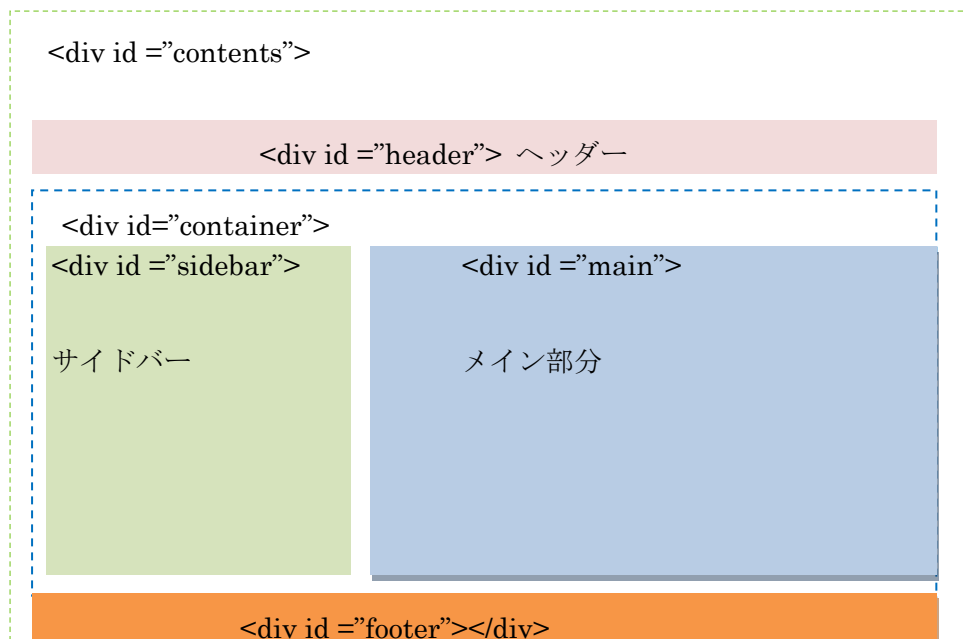 <div id =”contents”>
<div id =”header”> ヘッダー
<div id=”container”>
<div id =”sidebar”>
サイドバー
<div id =”main”>
メイン部分
<div id =”footer”></div>